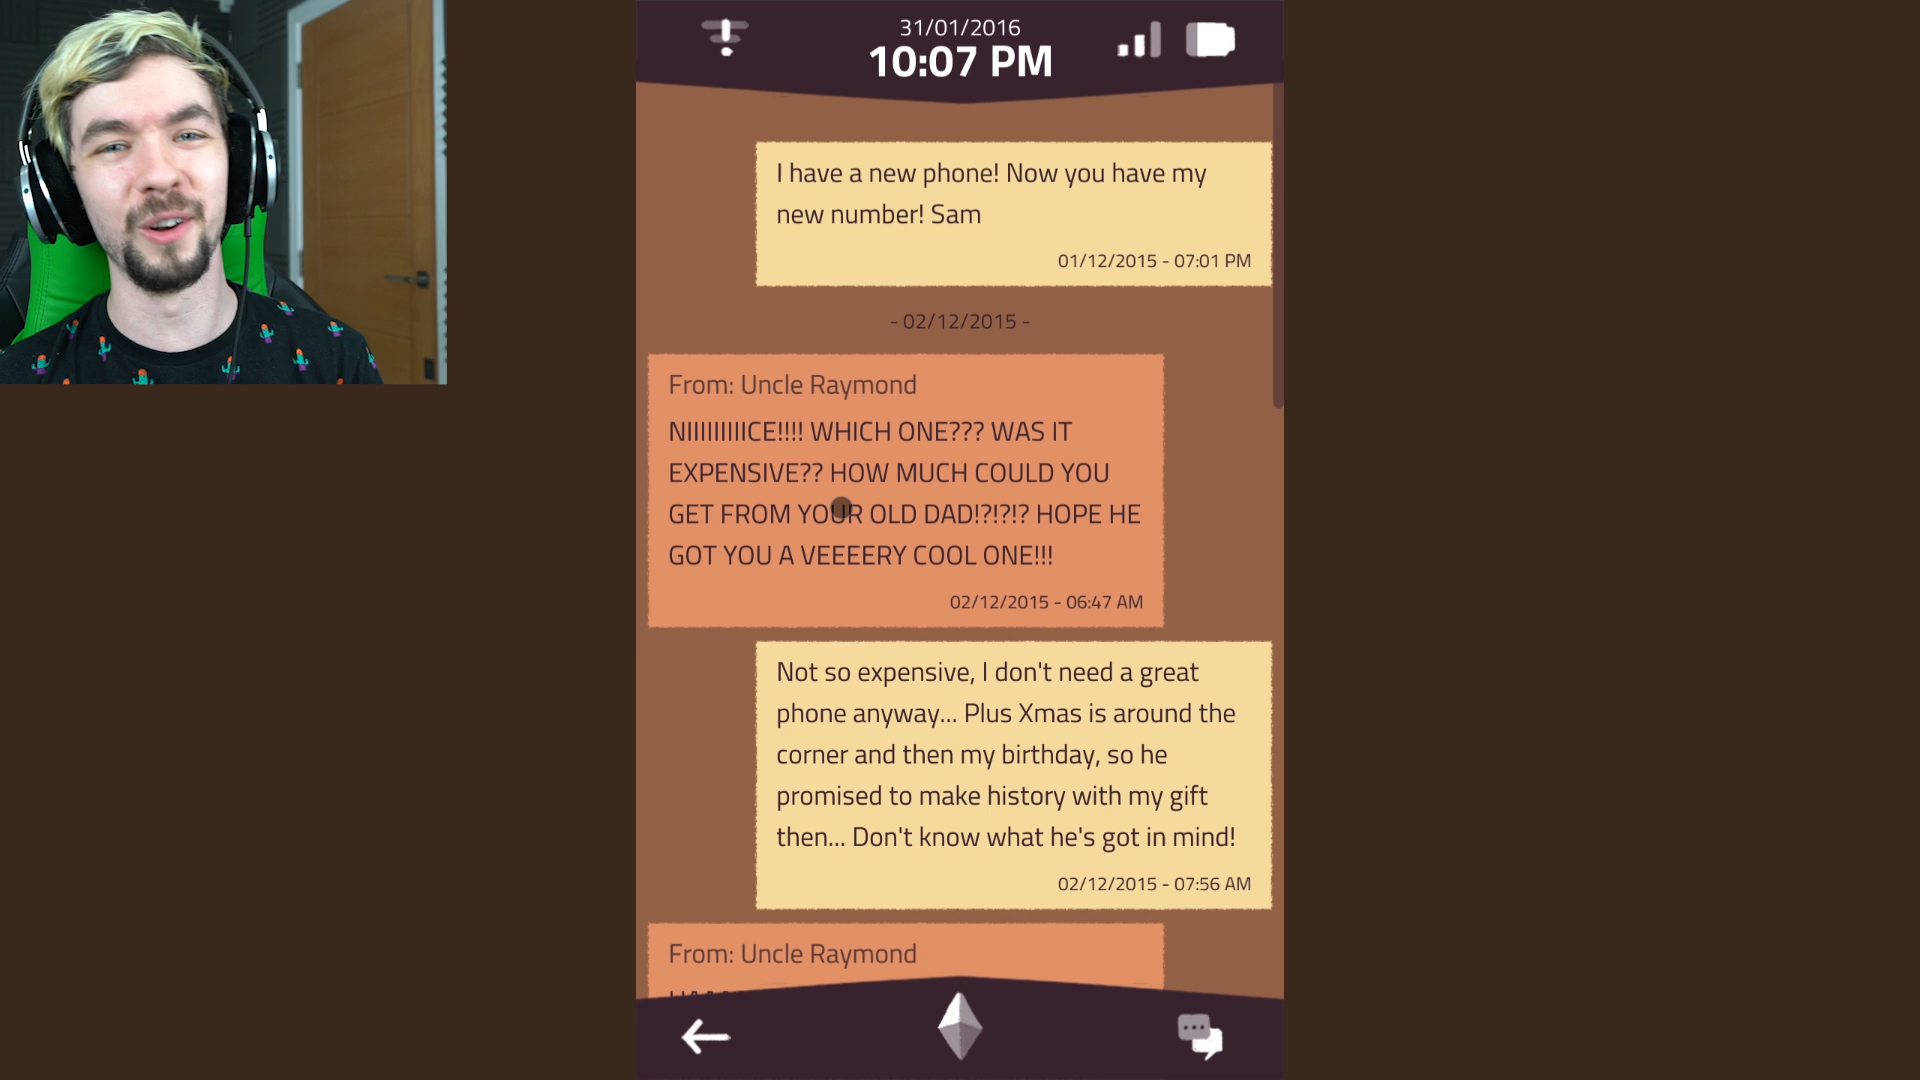 31/01/2016
10:07 PM
I have a new phone! Now you have my
new number! Sam
01/12/2015 - 07:01 PM
- 02/12/2015 -
From: Uncle Raymond
NIIIIIIIIICE!!!! WHICH ONE??? WAS IT
EXPENSIVE?? HOW MUCH COULD YOU
GET FROM YOUR OLD DAD!?!?!? HOPE HE
GOT YOU A VEEEERY COOL ONE!!!
02/12/2015 - 06:47 AM
Not so expensive, I don't need a great
phone anyway... Plus Xmas is around the
corner and then my birthday, so he
promised to make history with my gift
then... Don't know what he's got in mind!
02/12/2015 - 07:56 AM
From: Uncle Raymond